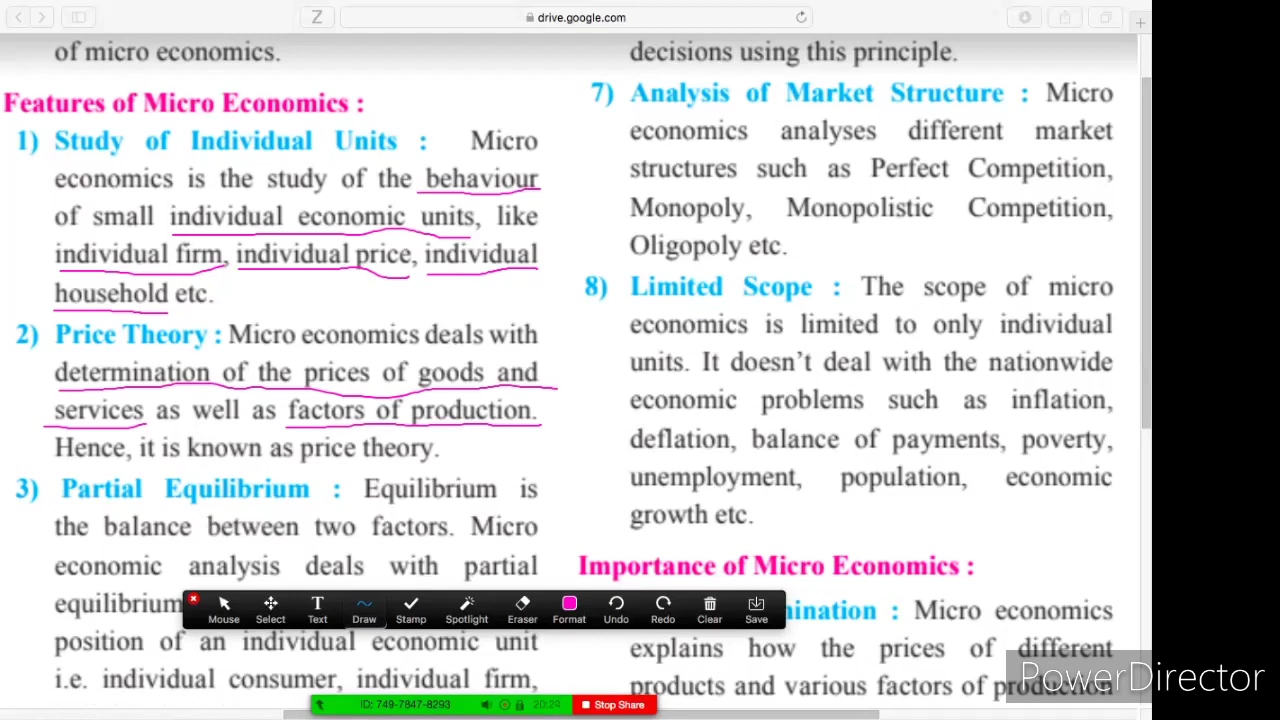 Z
drive.google.com
of micro economics.
Features of Micro Economics :
1) Study of Individual Units : Micro
economics is the study of the behaviour
of small individual economic units, like
individual firm, individual price, individual
household etc.
2) Price Theory : Micro economics deals with
determination of the prices of goods and
services as well as factors of production.
Hence, it is known as price theory.
3) Partial Equilibrium : Equilibrium is
the balance between two factors. Micro
economic analysis deals with partial
equilibrium
position of an individual economic unit
i.e. individual consumer, individual firm,
decisions using this principle.
7) Analysis of Market Structure : Micro
economics analyses different market
structures such as Perfect Competition,
Monopoly, Monopolistic Competition,
Oligopoly etc.
8) Limited Scope : The scope of micro
economics is limited to only individual
units. It doesn't deal with the nationwide
economic problems such as inflation,
deflation, balance of payments, poverty,
unemployment, population, economic
growth etc.
Importance of Micro Economics :
mination : Micro economics
explains how the prices of different
products and various factors of production
Mouse Select Text Draw Stamp Spotlight Eraser Format Undo Redo Clear Save
ID: 749-7847-8293 Stop Share
PowerDirector